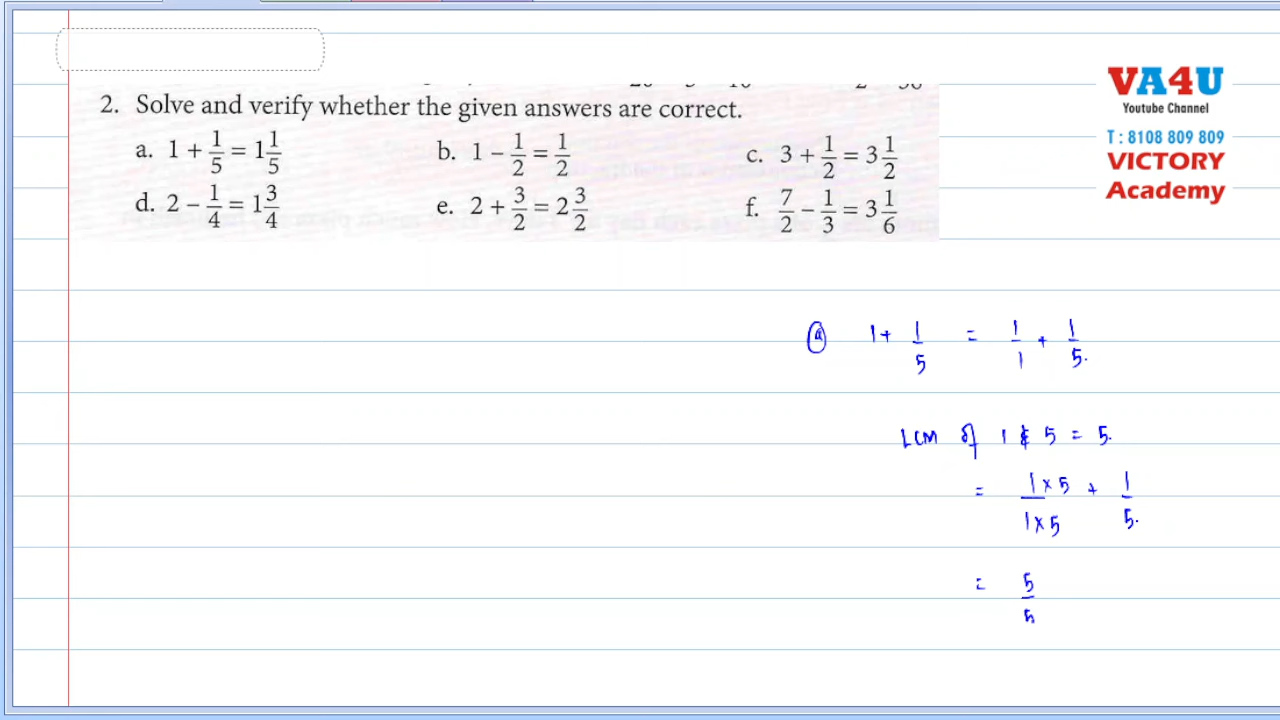 2. Solve and verify whether the given answers are correct.
a. 1 + 1/5 = 1 1/5 b. 1 – 1/2 = 1/2 c. 3 + 1/2 = 3 1/2
d. 2 – 1/4 = 1 3/4 e. 2 + 3/2 = 2 3/2 f. 7/2 – 1/3 = 3 1/6
VA4U
Youtube Channel
T : 8108 809 809
VICTORY
Academy
(a) 1 + 1/5 = 1/1 + 1/5.
LCM of 1 & 5 = 5.
= 1 × 5/1 × 5 + 1/5.
= 5/5